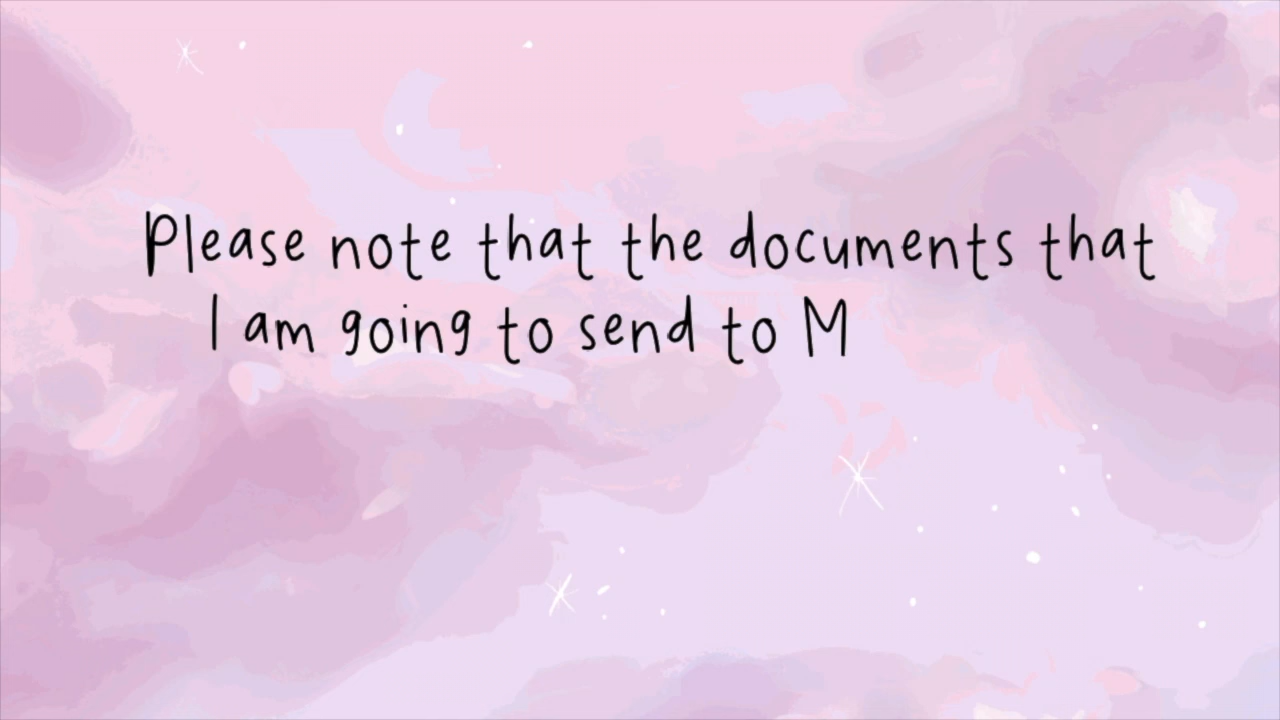 Please note that the documents that
I am going to send to M